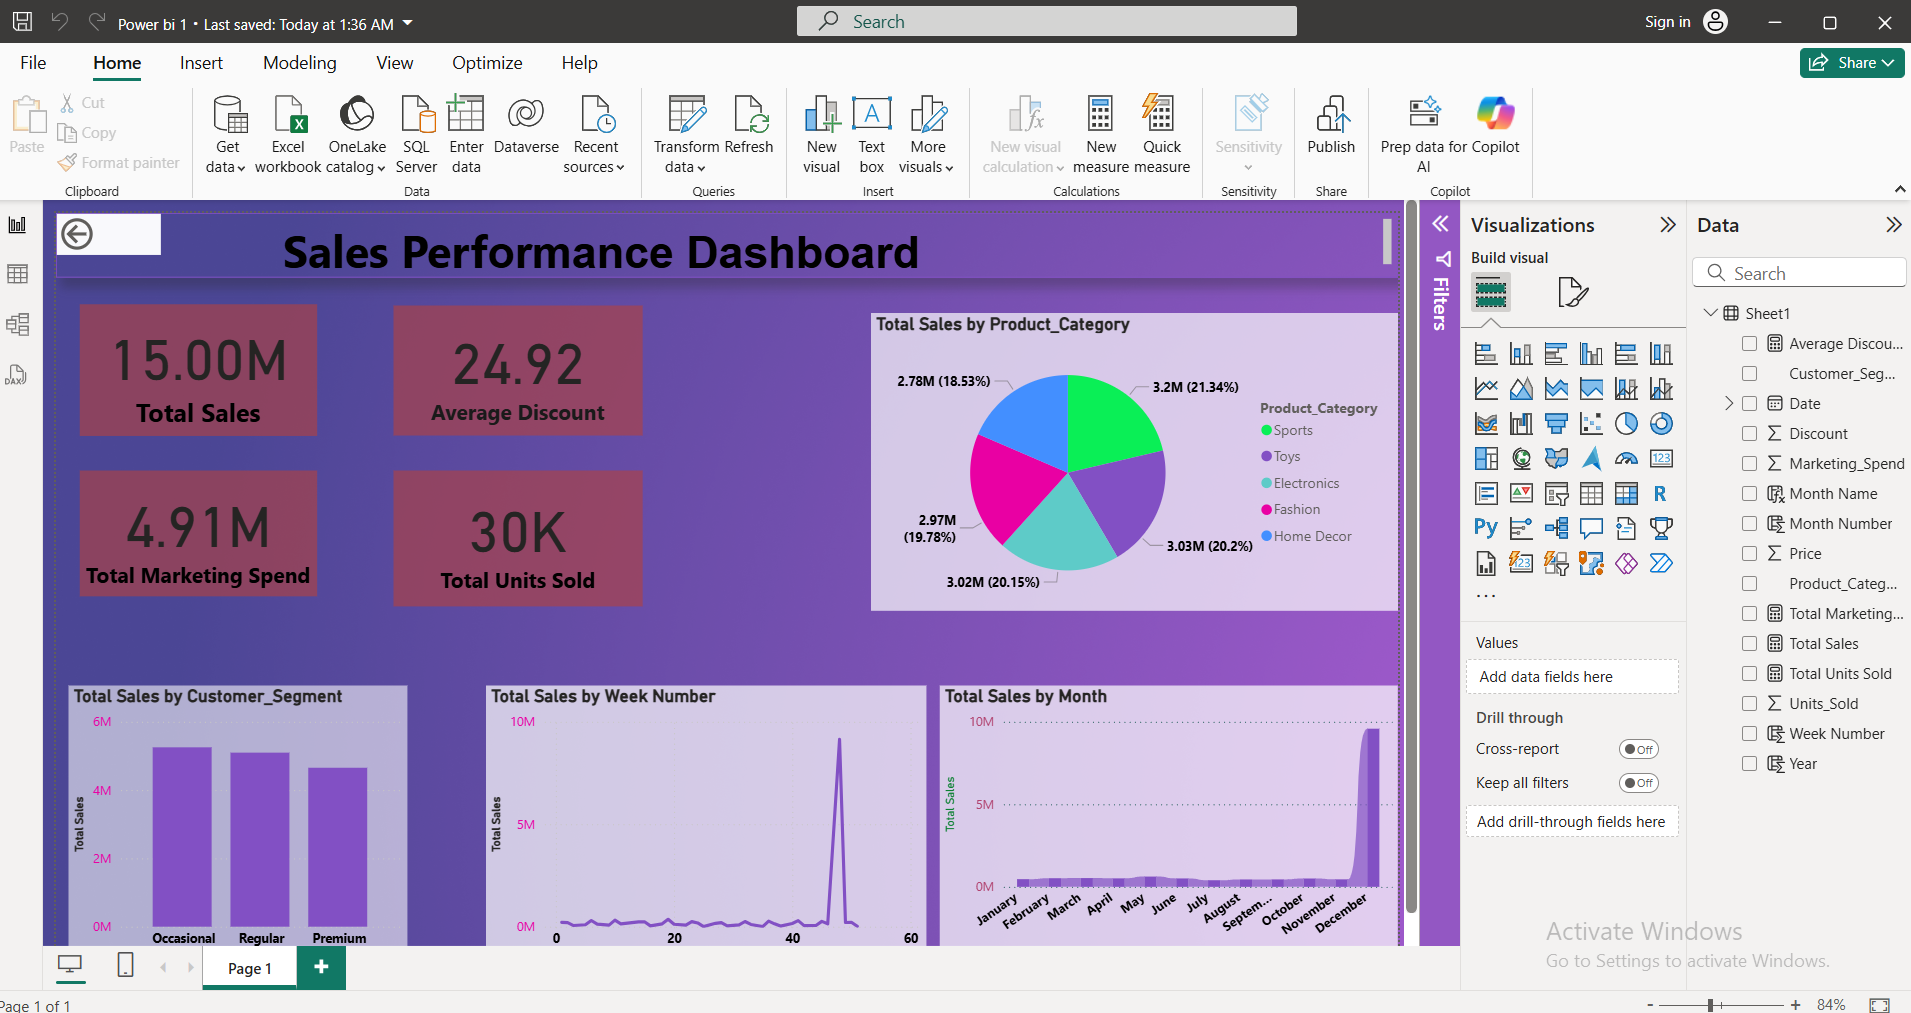 Power bi 1 • Last saved: Today at 1:36 AM
Search
Sign in
File Home Insert Modeling View Optimize Help
Share
Paste
Cut
Copy
Format painter
Clipboard
Get data
Excel workbook
OneLake catalog
SQL Server
Enter data
Dataverse
Recent sources
Data
Transform data
Refresh
Queries
New visual
Text box
More visuals
Insert
New visual calculation
New measure
Quick measure
Calculations
Sensitivity
Sensitivity
Publish
Share
Prep data for AI
Copilot
Copilot
Sales Performance Dashboard
15.00M
Total Sales
24.92
Average Discount
4.91M
Total Marketing Spend
30K
Total Units Sold
Total Sales by Product_Category
2.78M (18.53%)
3.2M (21.34%)
2.97M
(19.78%)
3.03M (20.2%)
3.02M (20.15%)
Product_Category
Sports
Toys
Electronics
Fashion
Home Decor
Total Sales by Customer_Segment
Total Sales
6M
4M
2M
0M
Occasional Regular Premium
Total Sales by Week Number
Total Sales
10M
5M
0M
0 20 40 60
Total Sales by Month
Total Sales
10M
5M
0M
January February March April May June July August Septem... October November December
Filters
Visualizations
Build visual
123
R
Py
123
...
Values
Add data fields here
Drill through
Cross-report
Off
Keep all filters
Off
Add drill-through fields here
Data
Search
Sheet1
Average Discou...
Customer_Seg...
Date
Discount
Marketing_Spend
Month Name
Month Number
Price
Product_Categ...
Total Marketing...
Total Sales
Total Units Sold
Units_Sold
Week Number
Year
Activate Windows
Go to Settings to activate Windows.
Page 1
Page 1 of 1
84%